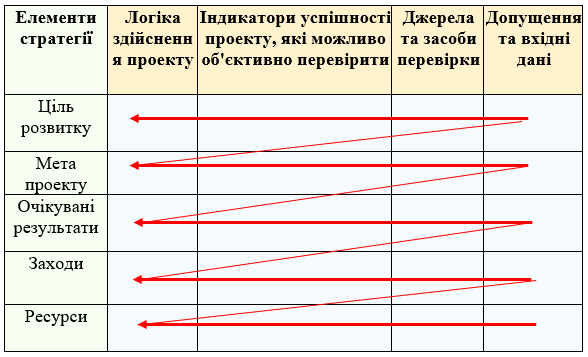 Елементи
стратегії
Логіка
здійсненн
я проекту
Індикатори успішності
проекту, які можливо
об'єктивно перевірити
Джерела
та засоби
перевірки
Допущення
та вхідні
дані
Ціль
розвитку
Мета
проекту
Очікувані
результати
Заходи
Ресурси